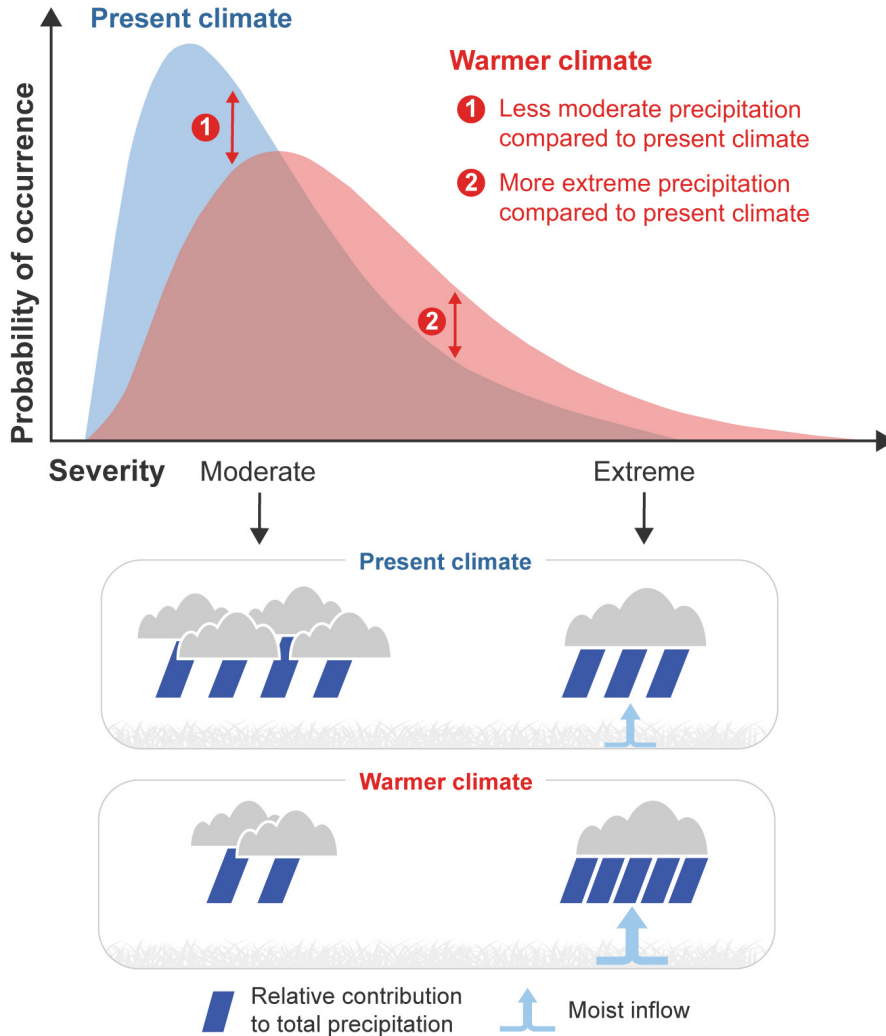 Present climate
Probability of occurrence
Warmer climate
1 Less moderate precipitation
compared to present climate
2 More extreme precipitation
compared to present climate
1
2
Severity Moderate Extreme
Present climate
Warmer climate
Relative contribution
to total precipitation
Moist inflow